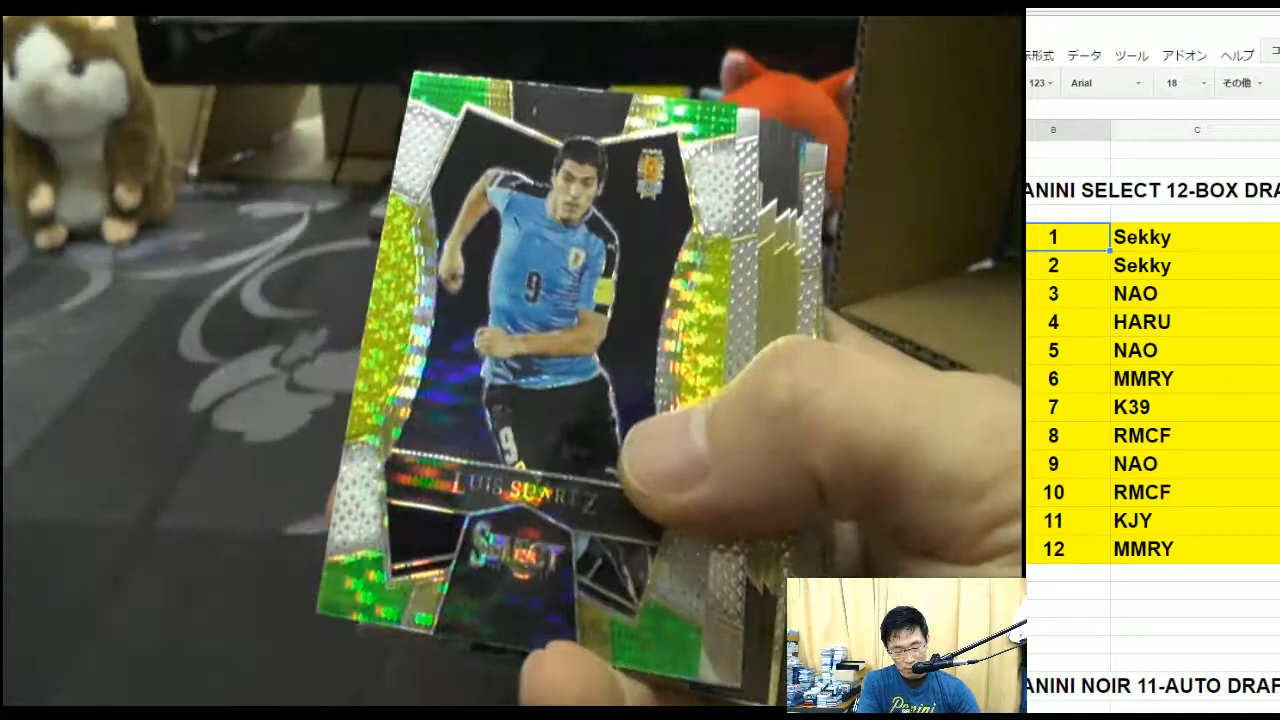 示形式 データ ツール アドオン ヘルプ
123 Arial 18 その他
B C
ANINI SELECT 12-BOX DRA
1 Sekky
2 Sekky
3 NAO
4 HARU
5 NAO
6 MMRY
7 K39
8 RMCF
9 NAO
10 RMCF
11 KJY
12 MMRY
ANINI NOIR 11-AUTO DRAF
9
9
LUIS SUAREZ
SELECT
Panini